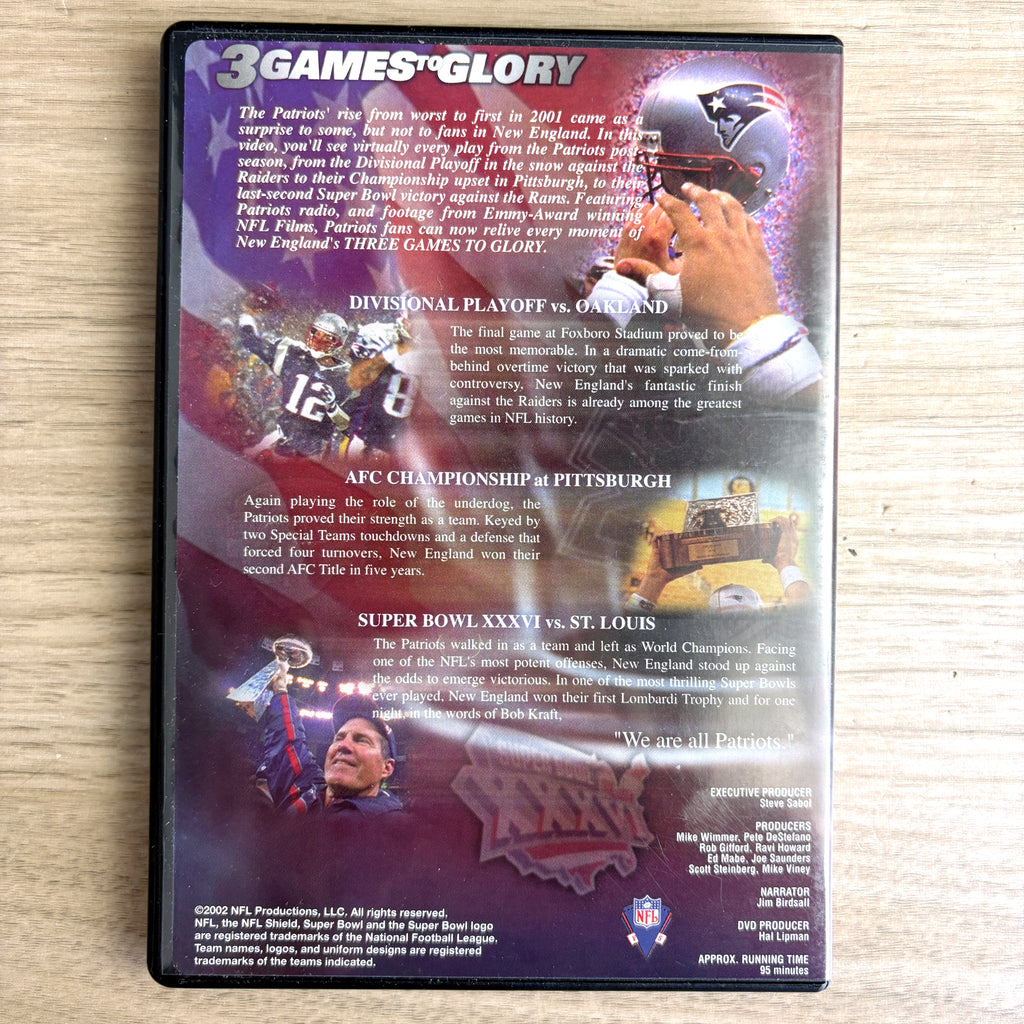 3 GAMES TO GLORY
The Patriots' rise from worst to first in 2001 came as a
surprise to some, but not to fans in New England. In this
video, you'll see virtually every play from the Patriots post-
season, from the Divisional Playoff in the snow against the
Raiders to their Championship upset in Pittsburgh, to their
last-second Super Bowl victory against the Rams. Featuring
Patriots radio, and footage from Emmy-Award winning
NFL Films, Patriots fans can now relive every moment of
New England's THREE GAMES TO GLORY.
DIVISIONAL PLAYOFF vs. OAKLAND
The final game at Foxboro Stadium proved to be
the most memorable. In a dramatic come-from-
behind overtime victory that was sparked with
controversy, New England's fantastic finish
against the Raiders is already among the greatest
games in NFL history.
12
8
AFC CHAMPIONSHIP at PITTSBURGH
Again playing the role of the underdog, the
Patriots proved their strength as a team. Keyed by
two Special Teams touchdowns and a defense that
forced four turnovers, New England won their
second AFC Title in five years.
SUPER BOWL XXXVI vs. ST. LOUIS
The Patriots walked in as a team and left as World Champions. Facing
one of the NFL's most potent offenses, New England stood up against
the odds to emerge victorious. In one of the most thrilling Super Bowls
ever played, New England won their first Lombardi Trophy and for one
night, in the words of Bob Kraft,
"We are all Patriots."
SUPER BOWL
XXXVI
EXECUTIVE PRODUCER
Steve Sabol
PRODUCERS
Mike Wimmer, Pete DeStefano
Rob Gifford, Ravi Howard
Ed Mabe, Joe Saunders
Scott Steinberg, Mike Viney
NARRATOR
Jim Birdsall
DVD PRODUCER
Hal Lipman
APPROX. RUNNING TIME
95 minutes
©2002 NFL Productions, LLC. All rights reserved.
NFL, the NFL Shield, Super Bowl and the Super Bowl logo
are registered trademarks of the National Football League.
Team names, logos, and uniform designs are registered
trademarks of the teams indicated.
NFL